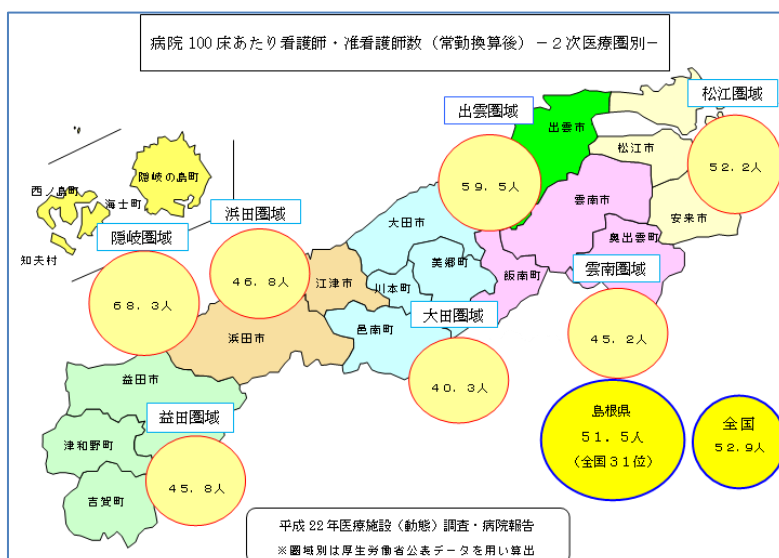 病院100床あたり看護師・准看護師数（常勤換算後）－２次医療圏別－
松江圏域
出雲圏域
出雲市
松江市
52.2人
隠岐の島町
59.5人
西ノ島町
海士町
雲南市
浜田圏域
大田市
安来市
知夫村
隠岐圏域
奥出雲町
美郷町
飯南町
雲南圏域
46.8人
江津市
川本町
68.3人
大田圏域
邑南町
浜田市
45.2人
益田市
40.3人
島根県
51.5人
（全国31位）
全国
52.9人
益田圏域
津和野町
45.8人
吉賀町
平成22年医療施設（動態）調査・病院報告
※圏域別は厚生労働省公表データを用い算出